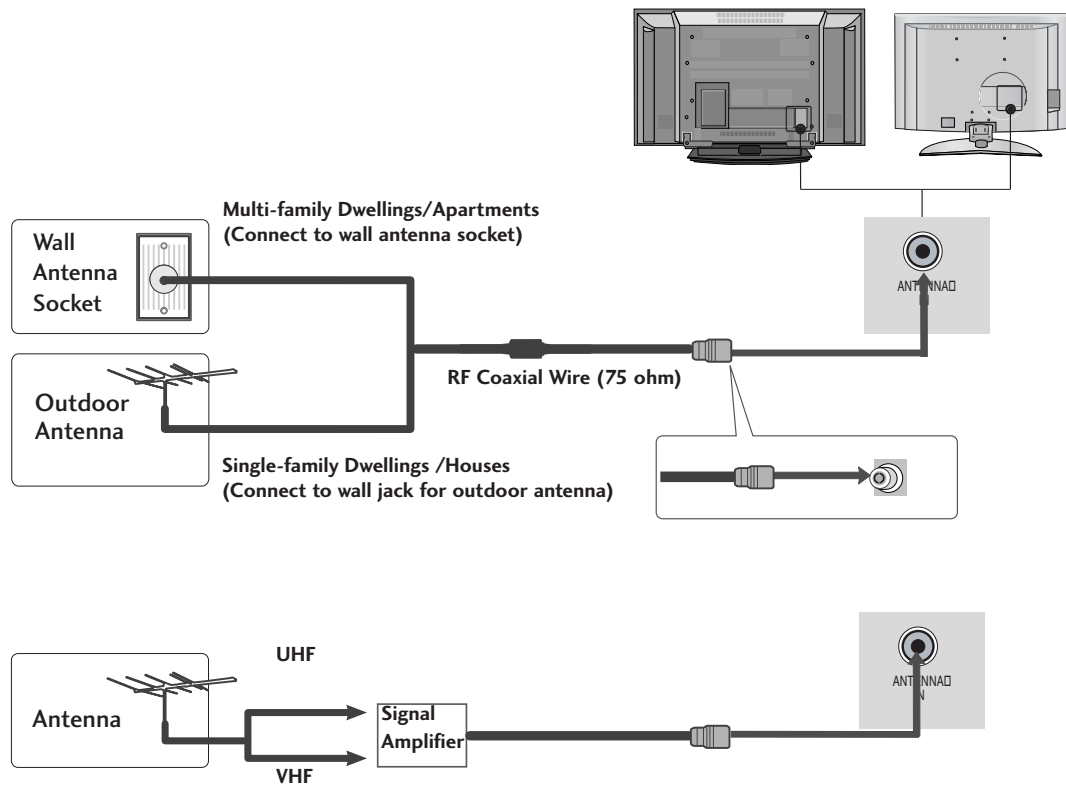 Multi-family Dwellings/Apartments
(Connect to wall antenna socket)
Wall
Antenna
Socket
RF Coaxial Wire (75 ohm)
Outdoor
Antenna
Single-family Dwellings /Houses
(Connect to wall jack for outdoor antenna)
UHF
Antenna
Signal
Amplifier
VHF